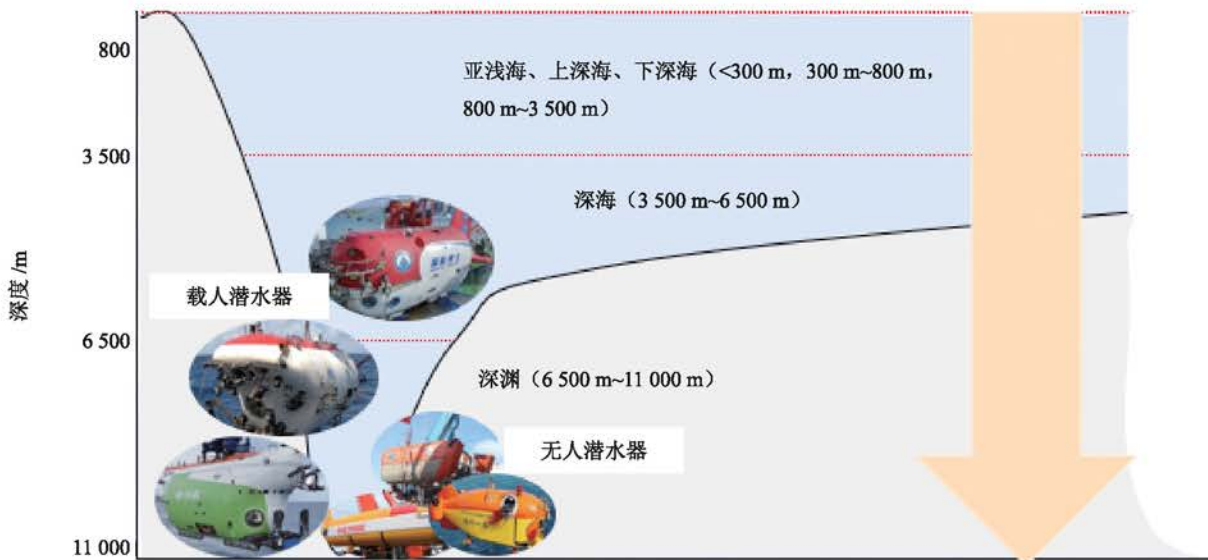 800
亚浅海、上深海、下深海（<300 m，300 m~800 m，
800 m~3 500 m）
3 500
深海（3 500 m~6 500 m）
深度 /m
载人潜水器
6 500
深渊（6 500 m~11 000 m）
无人潜水器
11 000